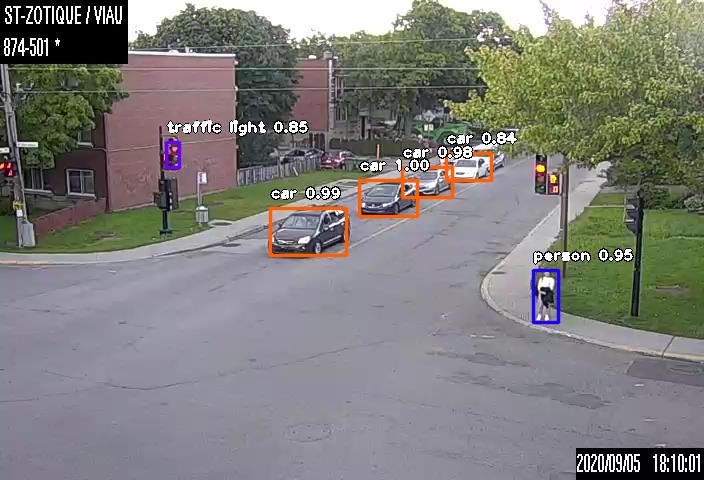 ST-ZOTIQUE / VIAU
874-501 *
traffic light 0.85
car 0.84
car 0.98
car 1.00
car 0.99
person 0.95
2020/09/05 18:10:01